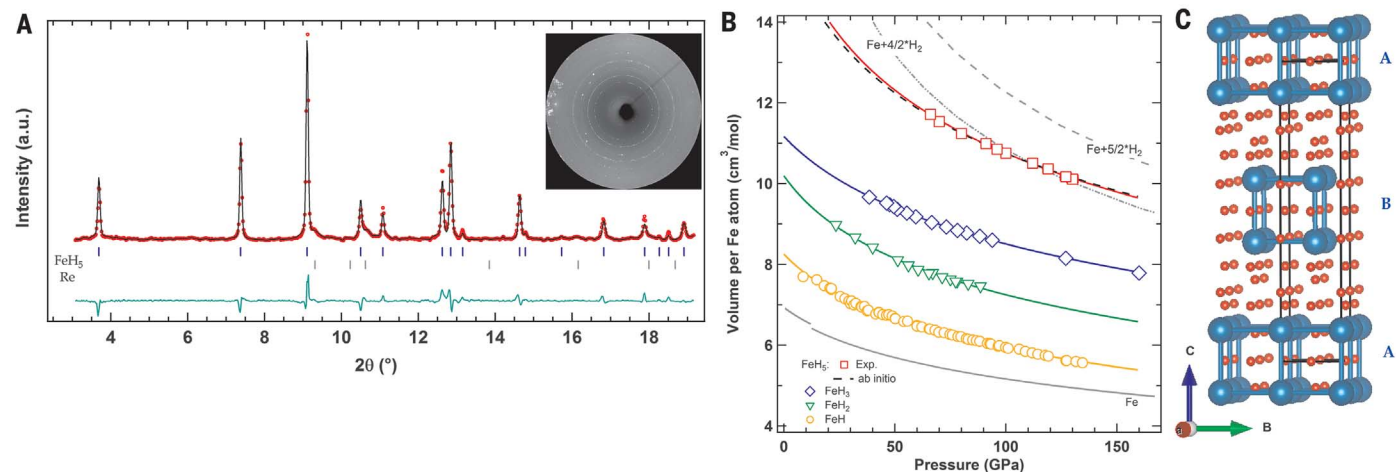 A
Intensity (a.u.)
FeH₅
Re
4
6
8
10
12
14
16
18
2θ (°)
B
Volume per Fe atom (cm³/mol)
14
12
10
8
6
4
Fe+4/2*H₂
Fe+5/2*H₂
FeH₅: Exp.
ab initio
FeH₃
FeH₂
FeH
Fe
0
50
100
150
Pressure (GPa)
C
A
B
A
C
a
B